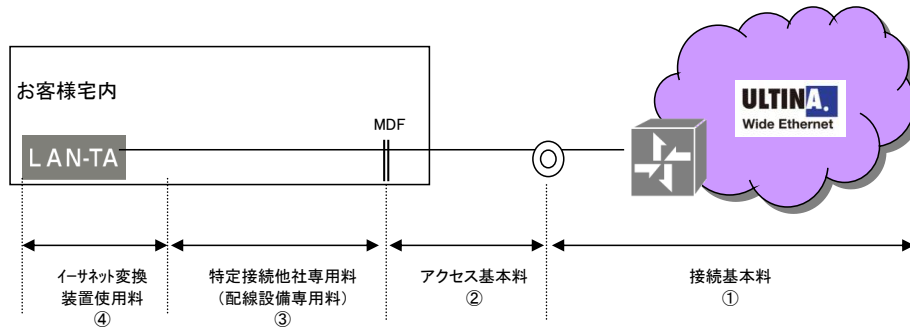 お客様宅内
MDF
LAN-TA
ULTINA.
Wide Ethernet
イーサネット変換
装置使用料
④
特定接続他社専用料
(配線設備専用料)
③
アクセス基本料
②
接続基本料
①